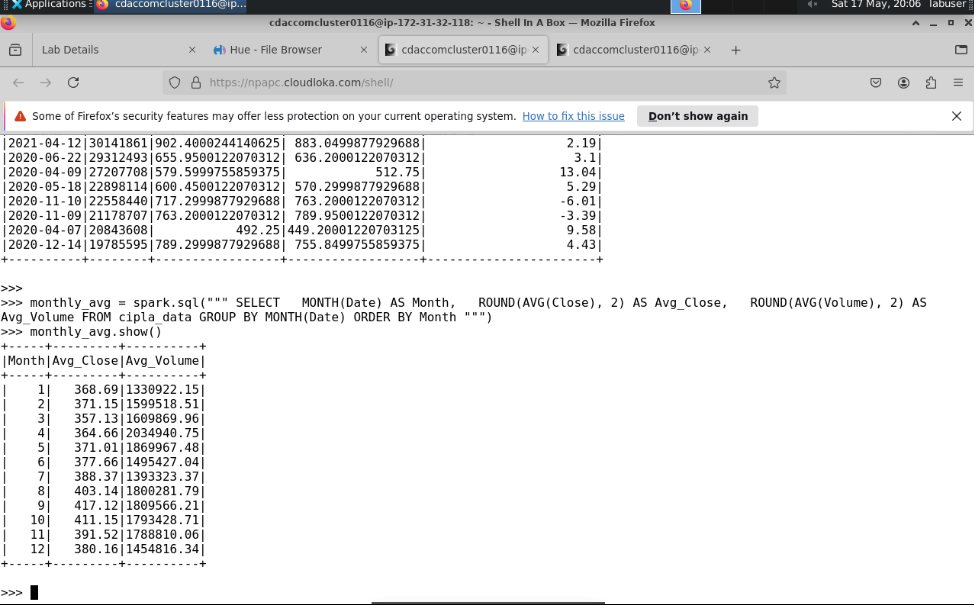 Applications
cdaccomcluster0116@ip...
Sat 17 May, 20:06 labuser
cdaccomcluster0116@ip-172-31-32-118: ~ - Shell In A Box — Mozilla Firefox
Lab Details
Hue - File Browser
cdaccomcluster0116@ip-
cdaccomcluster0116@ip-
https://npapc.cloudloka.com/shell/
Some of Firefox's security features may offer less protection on your current operating system. How to fix this issue Don't show again
|2021-04-12|30141861|902.4000244140625| 883.0499877929688|                   2.19|
|2020-06-22|29312493|655.9500122070312| 636.2000122070312|                    3.1|
|2020-04-09|27207708|579.5999755859375|            512.75|                  13.04|
|2020-05-18|22898114|600.4500122070312| 570.2999877929688|                   5.29|
|2020-11-10|22558440|717.2999877929688| 763.2000122070312|                  -6.01|
|2020-11-09|21178707|763.2000122070312| 789.9500122070312|                  -3.39|
|2020-04-07|20843608|           492.25|449.20001220703125|                   9.58|
|2020-12-14|19785595|789.2999877929688| 755.8499755859375|                   4.43|
+----------+--------+-----------------+------------------+-----------------------+
>>>
>>> monthly_avg = spark.sql(""" SELECT   MONTH(Date) AS Month,   ROUND(AVG(Close), 2) AS Avg_Close,   ROUND(AVG(Volume), 2) AS
Avg_Volume FROM cipla_data GROUP BY MONTH(Date) ORDER BY Month """)
>>> monthly_avg.show()
+-----+---------+----------+
|Month|Avg_Close|Avg_Volume|
+-----+---------+----------+
|    1|   368.69|1330922.15|
|    2|   371.15|1599518.51|
|    3|   357.13|1609869.96|
|    4|   364.66|2034940.75|
|    5|   371.01|1869967.48|
|    6|   377.66|1495427.04|
|    7|   388.37|1393323.37|
|    8|   403.14|1800281.79|
|    9|   417.12|1809566.21|
|   10|   411.15|1793428.71|
|   11|   391.52|1788810.06|
|   12|   380.16|1454816.34|
+-----+---------+----------+
>>>